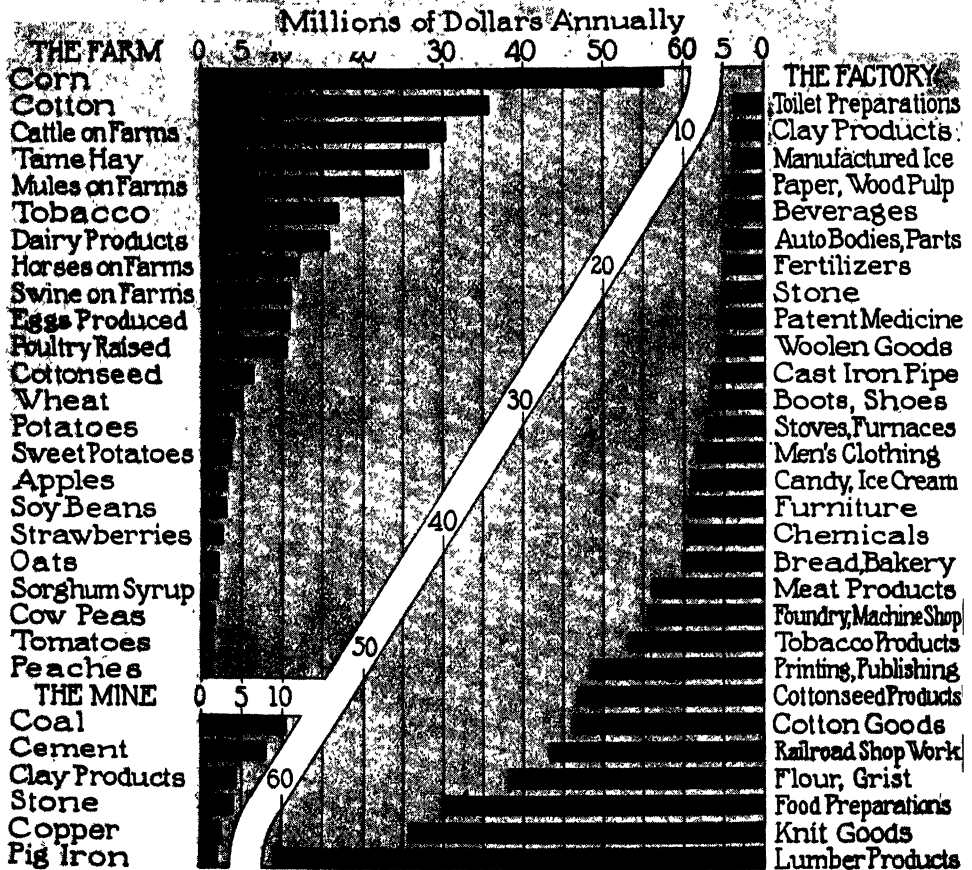 Millions of Dollars Annually
THE FARM 0 5 10 20 30 40 50 60 5 0
Corn
Cotton
Cattle on Farms
Tame Hay
Mules on Farms
Tobacco
Dairy Products
Horses on Farms
Swine on Farms
Eggs Produced
Poultry Raised
Cottonseed
Wheat
Potatoes
Sweet Potatoes
Apples
Soy Beans
Strawberries
Oats
Sorghum Syrup
Cow Peas
Tomatoes
Peaches
THE MINE 0 5 10
Coal
Cement
Clay Products
Stone
Copper
Pig Iron
10
20
30
40
50
60
THE FACTORY
Toilet Preparations
Clay Products
Manufactured Ice
Paper, Wood Pulp
Beverages
Auto Bodies, Parts
Fertilizers
Stone
Patent Medicine
Woolen Goods
Cast Iron Pipe
Boots, Shoes
Stoves, Furnaces
Men's Clothing
Candy, Ice Cream
Furniture
Chemicals
Bread, Bakery
Meat Products
Foundry, Machine Shop
Tobacco Products
Printing, Publishing
Cottonseed Products
Cotton Goods
Railroad Shop Work
Flour, Grist
Food Preparations
Knit Goods
Lumber Products